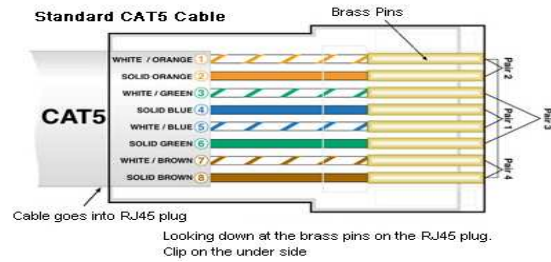 Standard CAT5 Cable
Brass Pins
WHITE / ORANGE 1
SOLID ORANGE 2
WHITE / GREEN 3
SOLID BLUE 4
WHITE / BLUE 5
SOLID GREEN 6
WHITE / BROWN 7
SOLID BROWN 8
CAT5
Pair 2
Pair 1
Pair 3
Pair 4
Cable goes into RJ45 plug
Looking down at the brass pins on the RJ45 plug.
Clip on the under side